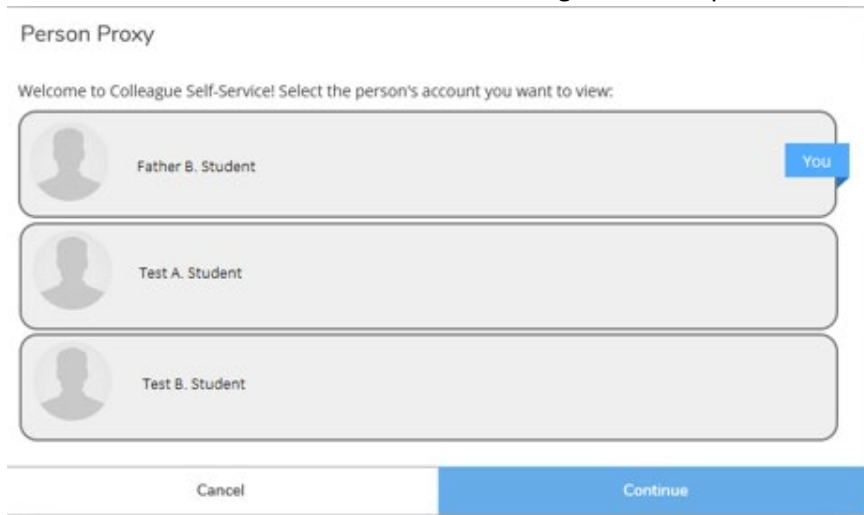 Person Proxy
Welcome to Colleague Self-Service! Select the person's account you want to view:
Father B. Student
You
Test A. Student
Test B. Student
Cancel
Continue